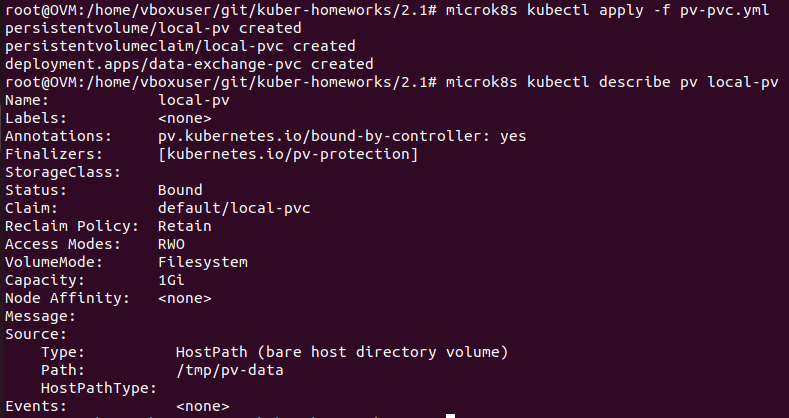 root@OVM:/home/vboxuser/git/kuber-homeworks/2.1# microk8s kubectl apply -f pv-pvc.yml
persistentvolume/local-pv created
persistentvolumeclaim/local-pvc created
deployment.apps/data-exchange-pvc created
root@OVM:/home/vboxuser/git/kuber-homeworks/2.1# microk8s kubectl describe pv local-pv
Name:            local-pv
Labels:          <none>
Annotations:     pv.kubernetes.io/bound-by-controller: yes
Finalizers:      [kubernetes.io/pv-protection]
StorageClass:
Status:          Bound
Claim:           default/local-pvc
Reclaim Policy:  Retain
Access Modes:    RWO
VolumeMode:      Filesystem
Capacity:        1Gi
Node Affinity:   <none>
Message:
Source:
    Type:          HostPath (bare host directory volume)
    Path:          /tmp/pv-data
    HostPathType:
Events:            <none>